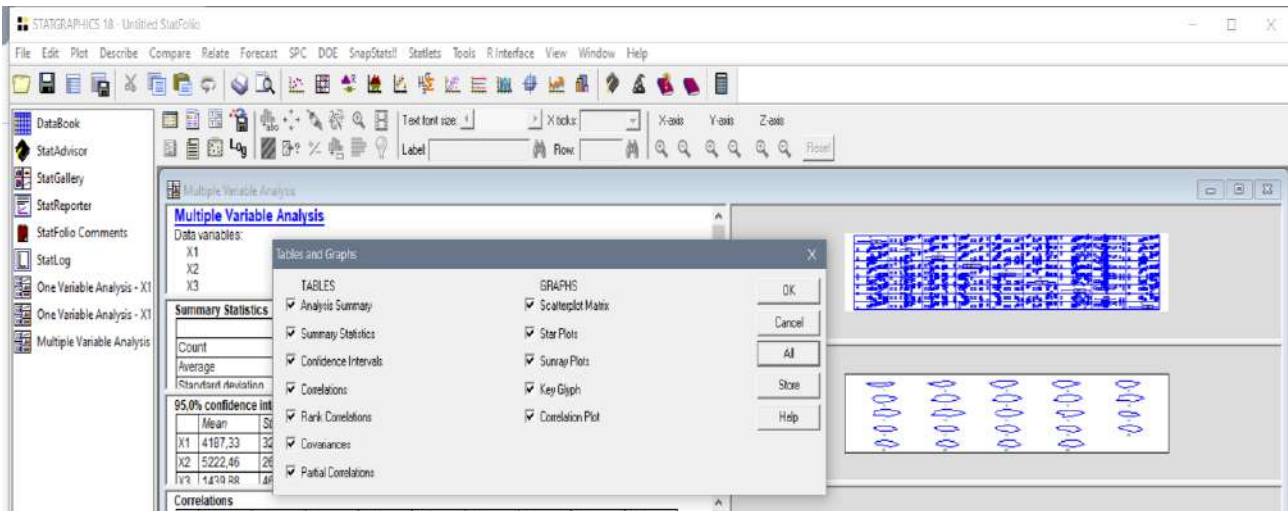 STATGRAPHICS 18 - Untitled StatFolio
File Edit Plot Describe Compare Relate Forecast SPC DOE SnapStats!! Statlets Tools R Interface View Window Help
Text font size: X ticks: X-axis Y-axis Z-axis
Log Label: Row: Reset
DataBook
StatAdvisor
StatGallery
StatReporter
StatFolio Comments
StatLog
One Variable Analysis - X1
One Variable Analysis - X1
Multiple Variable Analysis
Multiple Variable Analysis
Multiple Variable Analysis
Data variables:
X1
X2
X3
Summary Statistics
Count
Average
Standard deviation
95,0% confidence int
Mean St
X1 4187,33 32
X2 5222,46 26
X3 1439,88 46
Correlations
Tables and Graphs X
TABLES
Analysis Summary
Summary Statistics
Confidence Intervals
Correlations
Rank Correlations
Covariances
Partial Correlations
GRAPHS
Scatterplot Matrix
Star Plots
Sunray Plots
Key Glyph
Correlation Plot
OK
Cancel
All
Store
Help